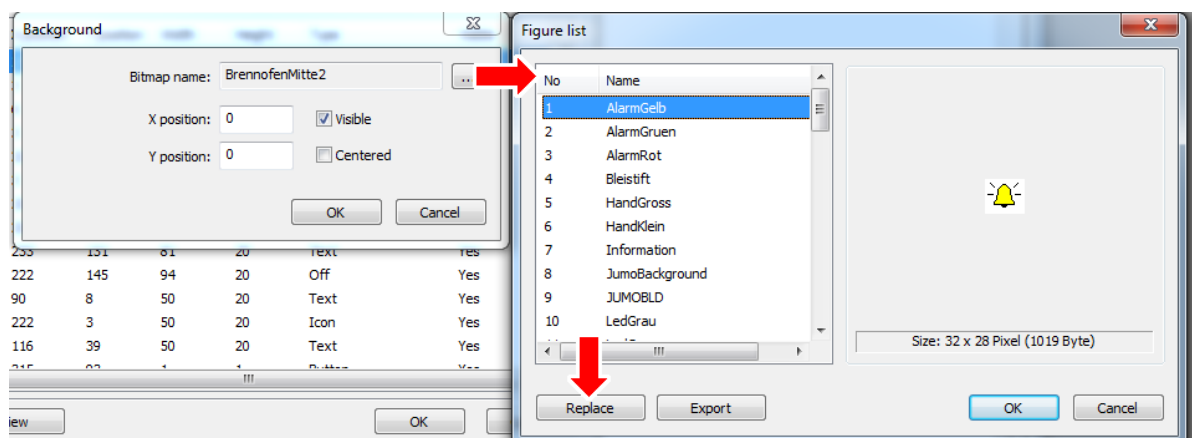 Background
Bitmap name: BrennofenMitte2 ..
X position: 0 Visible
Y position: 0 Centered
OK Cancel
222 145 94 20 Off Yes
90 8 50 20 Text Yes
222 3 50 20 Icon Yes
116 39 50 20 Text Yes
iew OK
Figure list
No Name
1 AlarmGelb
2 AlarmGruen
3 AlarmRot
4 Bleistift
5 HandGross
6 HandKlein
7 Information
8 JumoBackground
9 JUMOBLD
10 LedGrau
Size: 32 x 28 Pixel (1019 Byte)
Replace Export OK Cancel